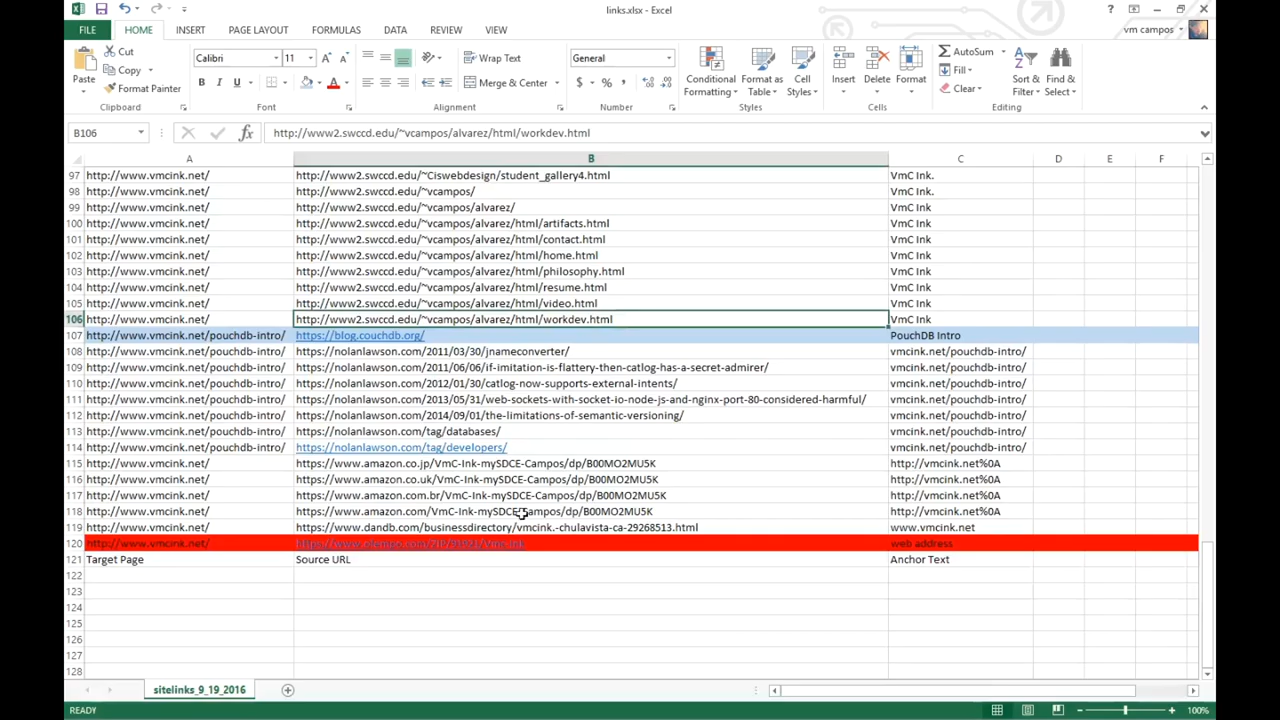 links.xlsx - Excel
FILE HOME INSERT PAGE LAYOUT FORMULAS DATA REVIEW VIEW vm campos
Cut Calibri 11 Wrap Text General AutoSum
Copy Fill
Paste Format Painter B I U A Merge & Center $ % , Conditional Formatting Format as Table Cell Styles Insert Delete Format Clear Sort & Filter Find & Select
Clipboard Font Alignment Number Styles Cells Editing
B106 fx http://www2.swccd.edu/~vcampos/alvarez/html/workdev.html
A B C D E F
97 http://www.vmcink.net/ http://www2.swccd.edu/~Ciswebdesign/student_gallery4.html VmC Ink.
98 http://www.vmcink.net/ http://www2.swccd.edu/~vcampos/ VmC Ink.
99 http://www.vmcink.net/ http://www2.swccd.edu/~vcampos/alvarez/ VmC Ink
100 http://www.vmcink.net/ http://www2.swccd.edu/~vcampos/alvarez/html/artifacts.html VmC Ink
101 http://www.vmcink.net/ http://www2.swccd.edu/~vcampos/alvarez/html/contact.html VmC Ink
102 http://www.vmcink.net/ http://www2.swccd.edu/~vcampos/alvarez/html/home.html VmC Ink
103 http://www.vmcink.net/ http://www2.swccd.edu/~vcampos/alvarez/html/philosophy.html VmC Ink
104 http://www.vmcink.net/ http://www2.swccd.edu/~vcampos/alvarez/html/resume.html VmC Ink
105 http://www.vmcink.net/ http://www2.swccd.edu/~vcampos/alvarez/html/video.html VmC Ink
106 http://www.vmcink.net/ http://www2.swccd.edu/~vcampos/alvarez/html/workdev.html VmC Ink
107 http://www.vmcink.net/pouchdb-intro/ https://blog.couchdb.org/ PouchDB Intro
108 http://www.vmcink.net/pouchdb-intro/ https://nolanlawson.com/2011/03/30/jnameconverter/ vmcink.net/pouchdb-intro/
109 http://www.vmcink.net/pouchdb-intro/ https://nolanlawson.com/2011/06/06/if-imitation-is-flattery-then-catlog-has-a-secret-admirer/ vmcink.net/pouchdb-intro/
110 http://www.vmcink.net/pouchdb-intro/ https://nolanlawson.com/2012/01/30/catlog-now-supports-external-intents/ vmcink.net/pouchdb-intro/
111 http://www.vmcink.net/pouchdb-intro/ https://nolanlawson.com/2013/05/31/web-sockets-with-socket-io-node-js-and-nginx-port-80-considered-harmful/ vmcink.net/pouchdb-intro/
112 http://www.vmcink.net/pouchdb-intro/ https://nolanlawson.com/2014/09/01/the-limitations-of-semantic-versioning/ vmcink.net/pouchdb-intro/
113 http://www.vmcink.net/pouchdb-intro/ https://nolanlawson.com/tag/databases/ vmcink.net/pouchdb-intro/
114 http://www.vmcink.net/pouchdb-intro/ https://nolanlawson.com/tag/developers/ vmcink.net/pouchdb-intro/
115 http://www.vmcink.net/ https://www.amazon.co.jp/VmC-Ink-mySDCE-Campos/dp/B00MO2MU5K http://vmcink.net%0A
116 http://www.vmcink.net/ https://www.amazon.co.uk/VmC-Ink-mySDCE-Campos/dp/B00MO2MU5K http://vmcink.net%0A
117 http://www.vmcink.net/ https://www.amazon.com.br/VmC-Ink-mySDCE-Campos/dp/B00MO2MU5K http://vmcink.net%0A
118 http://www.vmcink.net/ https://www.amazon.com/VmC-Ink-mySDCE-Campos/dp/B00MO2MU5K http://vmcink.net%0A
119 http://www.vmcink.net/ https://www.dandb.com/businessdirectory/vmcink.-chulavista-ca-29268513.html www.vmcink.net
120 http://www.vmcink.net/ web address
121 Target Page Source URL Anchor Text
122
123
124
125
126
127
128
sitelinks_9_19_2016
READY 100%